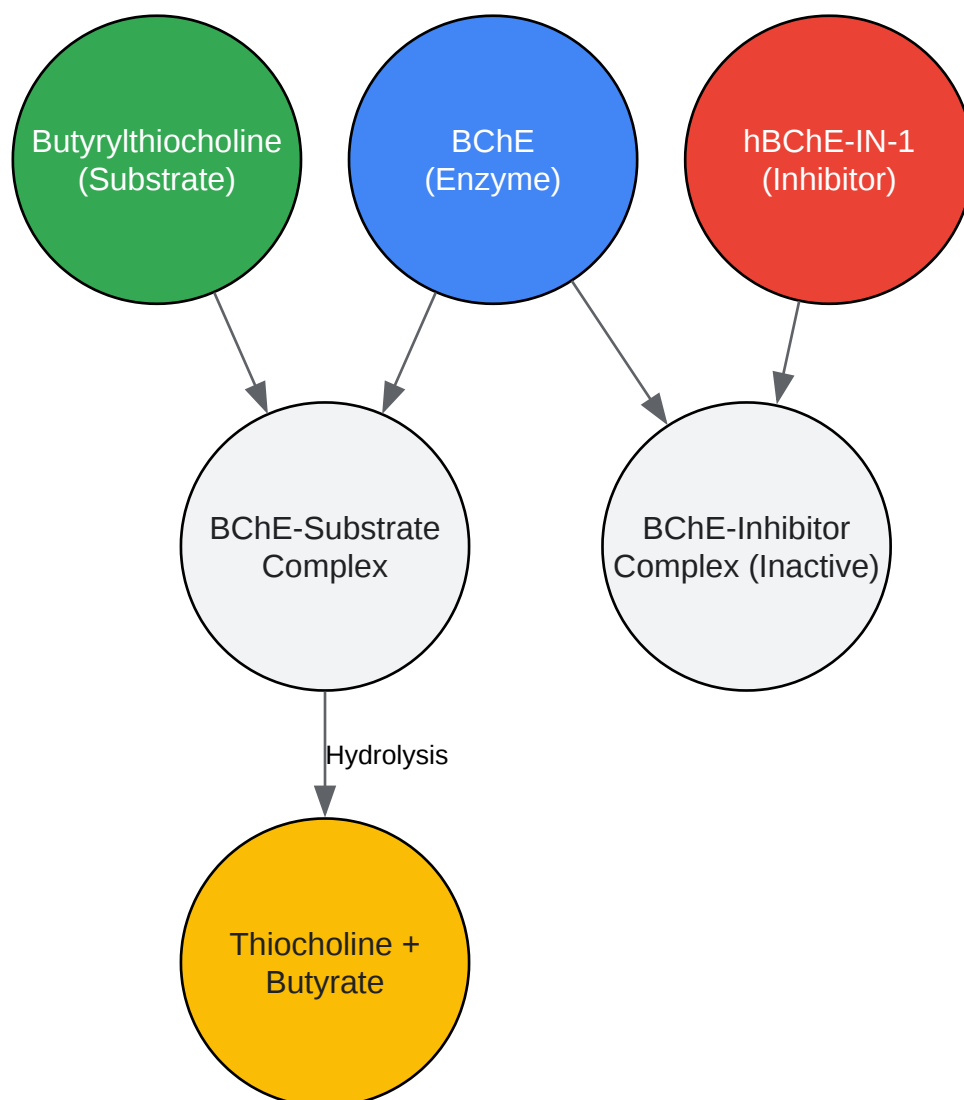 Butyrylthiocholine
(Substrate)
BChE
(Enzyme)
hBChE-IN-1
(Inhibitor)
BChE-Substrate
Complex
BChE-Inhibitor
Complex (Inactive)
Hydrolysis
Thiocholine +
Butyrate